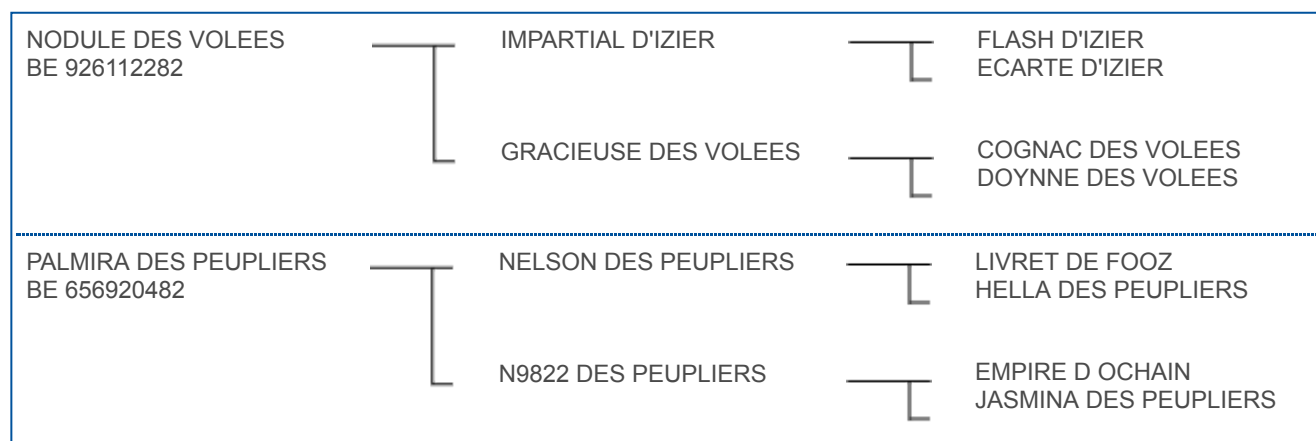 NODULE DES VOLEES
BE 926112282
IMPARTIAL D'IZIER
FLASH D'IZIER
ECARTE D'IZIER
GRACIEUSE DES VOLEES
COGNAC DES VOLEES
DOYNNE DES VOLEES
PALMIRA DES PEUPLIERS
BE 656920482
NELSON DES PEUPLIERS
LIVRET DE FOOZ
HELLA DES PEUPLIERS
N9822 DES PEUPLIERS
EMPIRE D OCHAIN
JASMINA DES PEUPLIERS